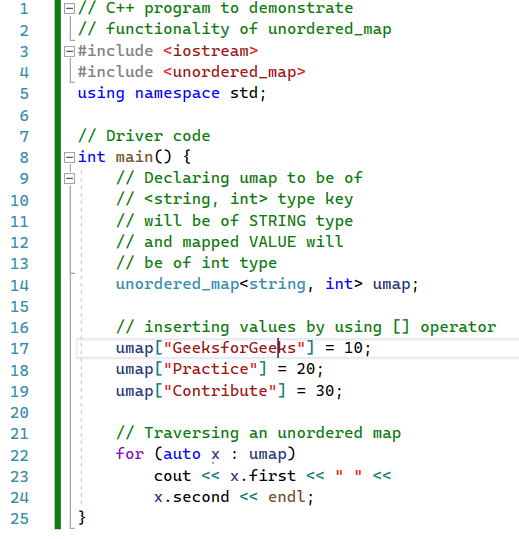 1 // C++ program to demonstrate
2 // functionality of unordered_map
3 #include <iostream>
4 #include <unordered_map>
5 using namespace std;
6
7 // Driver code
8 int main() {
9 // Declaring umap to be of
10 // <string, int> type key
11 // will be of STRING type
12 // and mapped VALUE will
13 // be of int type
14 unordered_map<string, int> umap;
15
16 // inserting values by using [] operator
17 umap["GeeksforGeeks"] = 10;
18 umap["Practice"] = 20;
19 umap["Contribute"] = 30;
20
21 // Traversing an unordered map
22 for (auto x : umap)
23 cout << x.first << " " <<
24 x.second << endl;
25 }